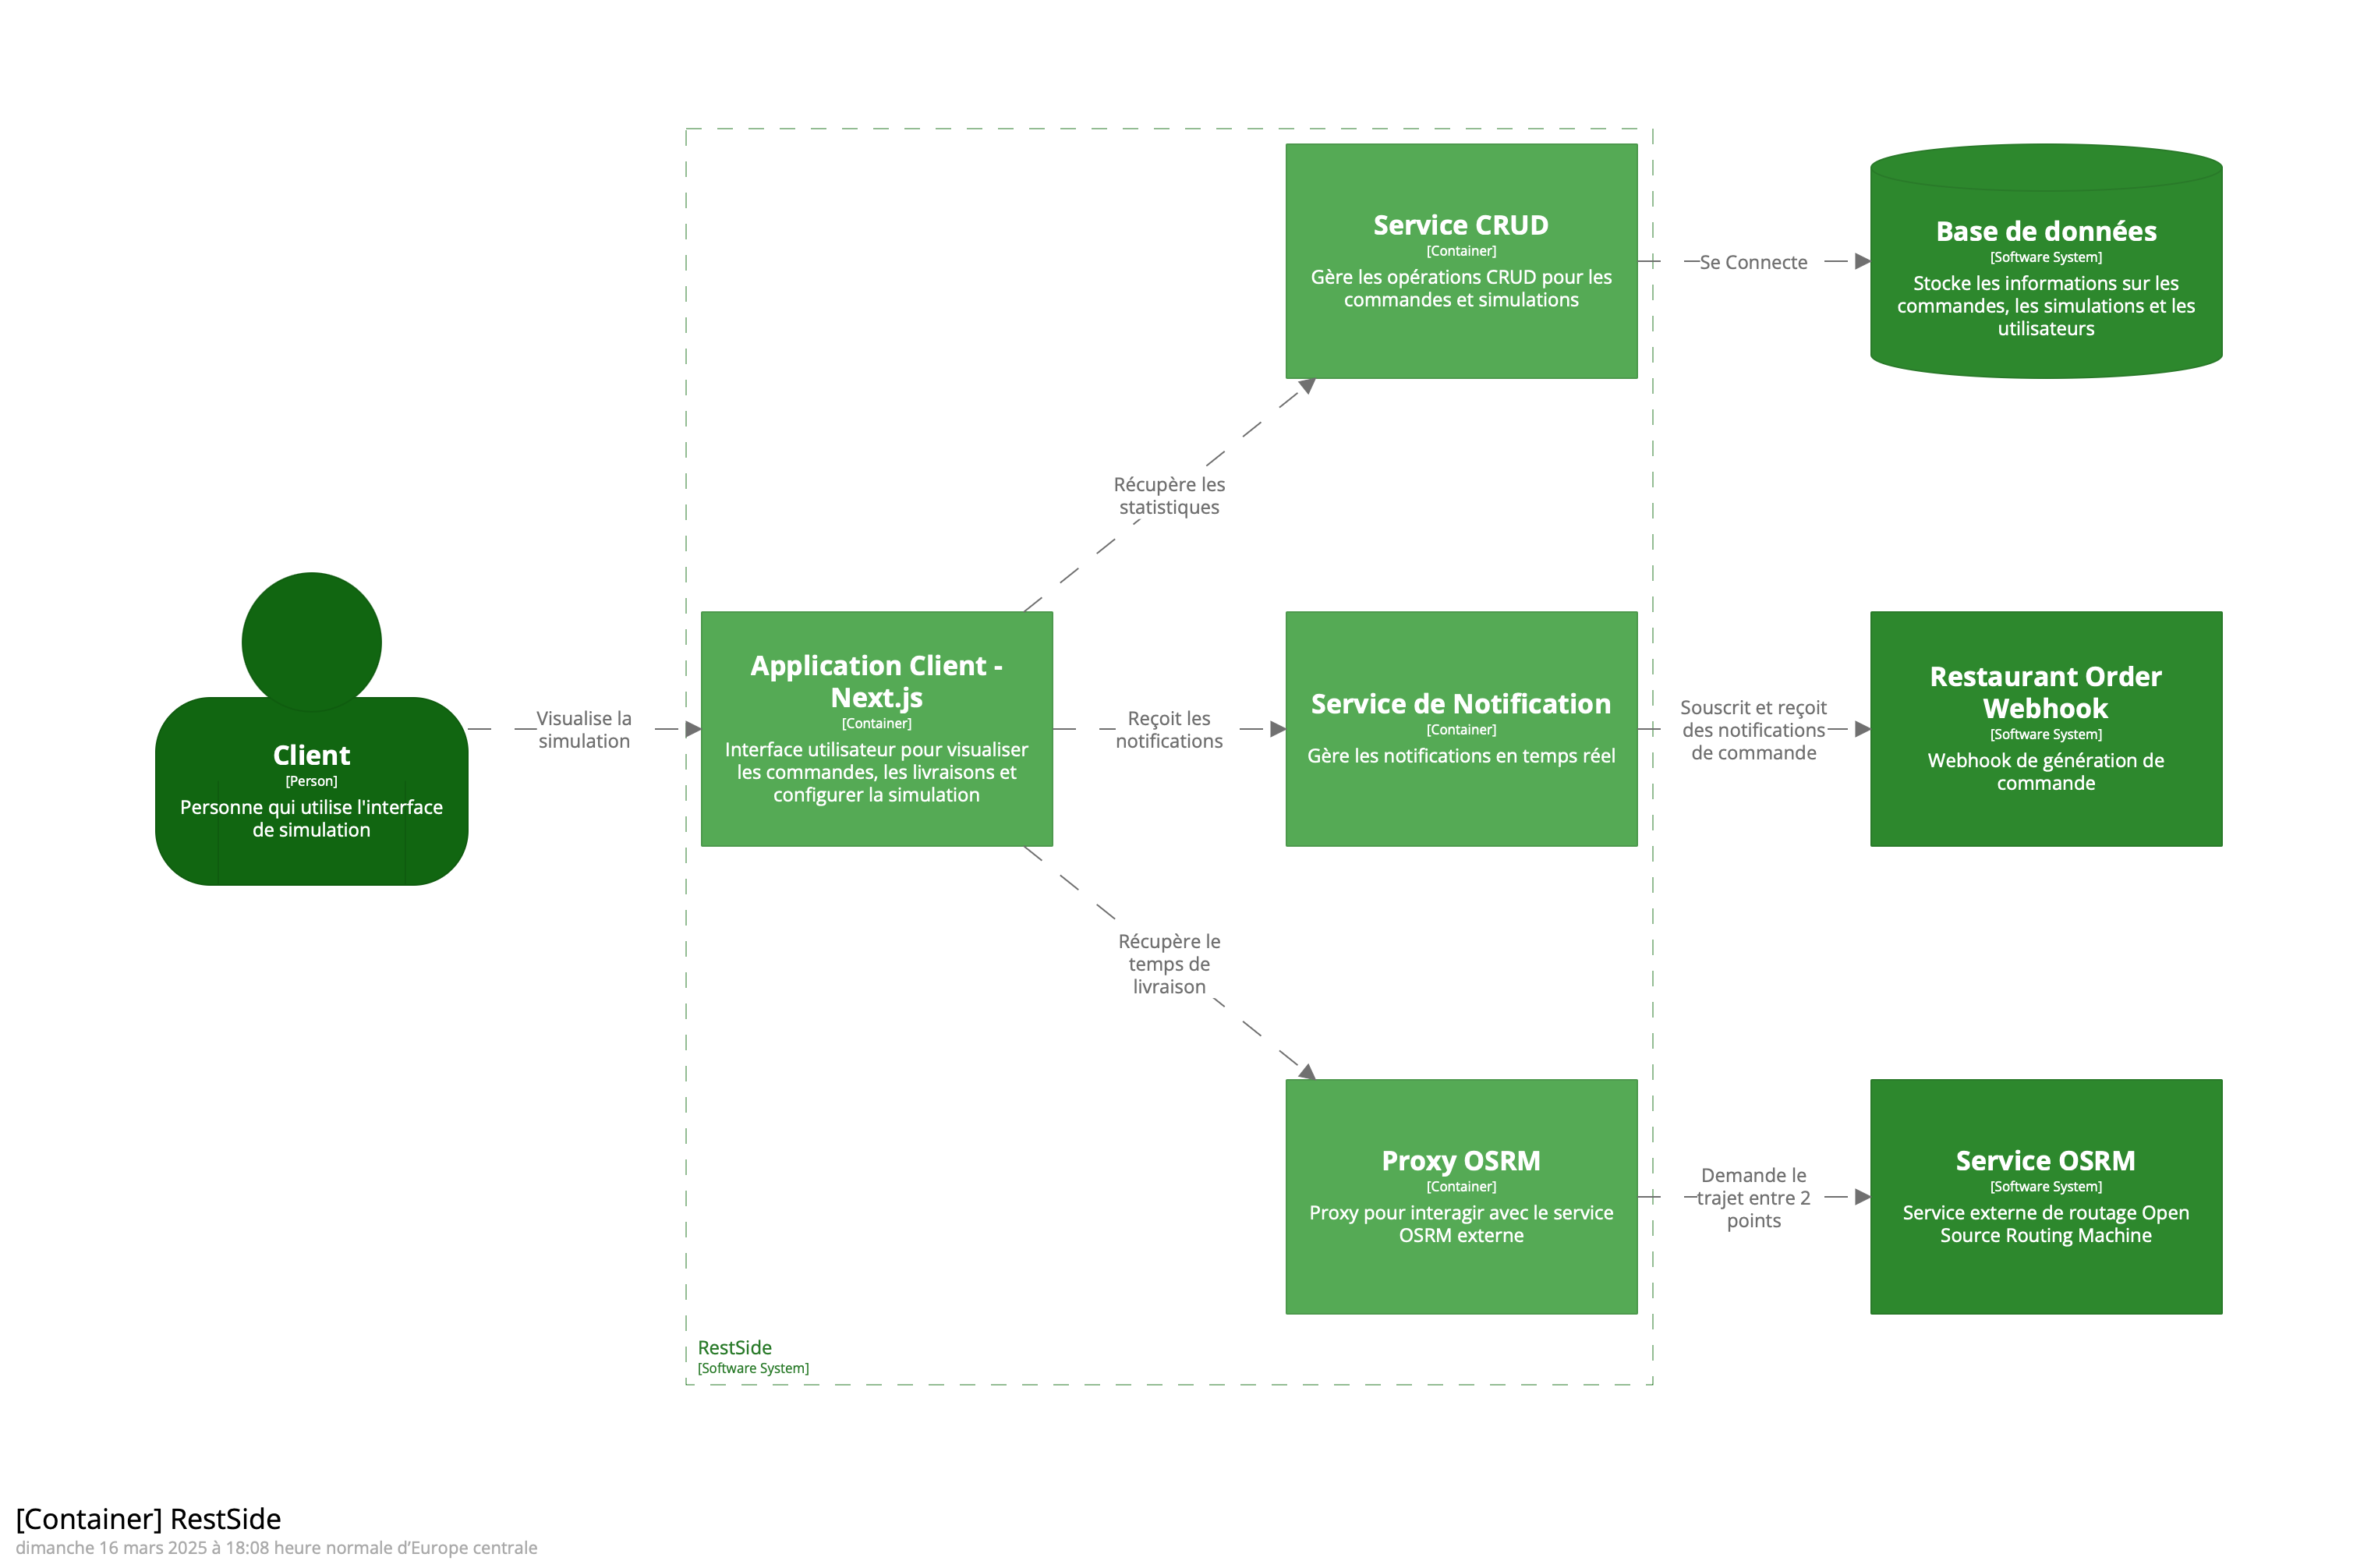 Service CRUD
[Container]
Gère les opérations CRUD pour les
commandes et simulations
Se Connecte
Base de données
[Software System]
Stocke les informations sur les
commandes, les simulations et les
utilisateurs
Récupère les
statistiques
Client
[Person]
Personne qui utilise l'interface
de simulation
Visualise la
simulation
Application Client -
Next.js
[Container]
Interface utilisateur pour visualiser
les commandes, les livraisons et
configurer la simulation
Reçoit les
notifications
Service de Notification
[Container]
Gère les notifications en temps réel
Souscrit et reçoit
des notifications
de commande
Restaurant Order
Webhook
[Software System]
Webhook de génération de
commande
Récupère le
temps de
livraison
Proxy OSRM
[Container]
Proxy pour interagir avec le service
OSRM externe
Demande le
trajet entre 2
points
Service OSRM
[Software System]
Service externe de routage Open
Source Routing Machine
RestSide
[Software System]
[Container] RestSide
dimanche 16 mars 2025 à 18:08 heure normale d’Europe centrale